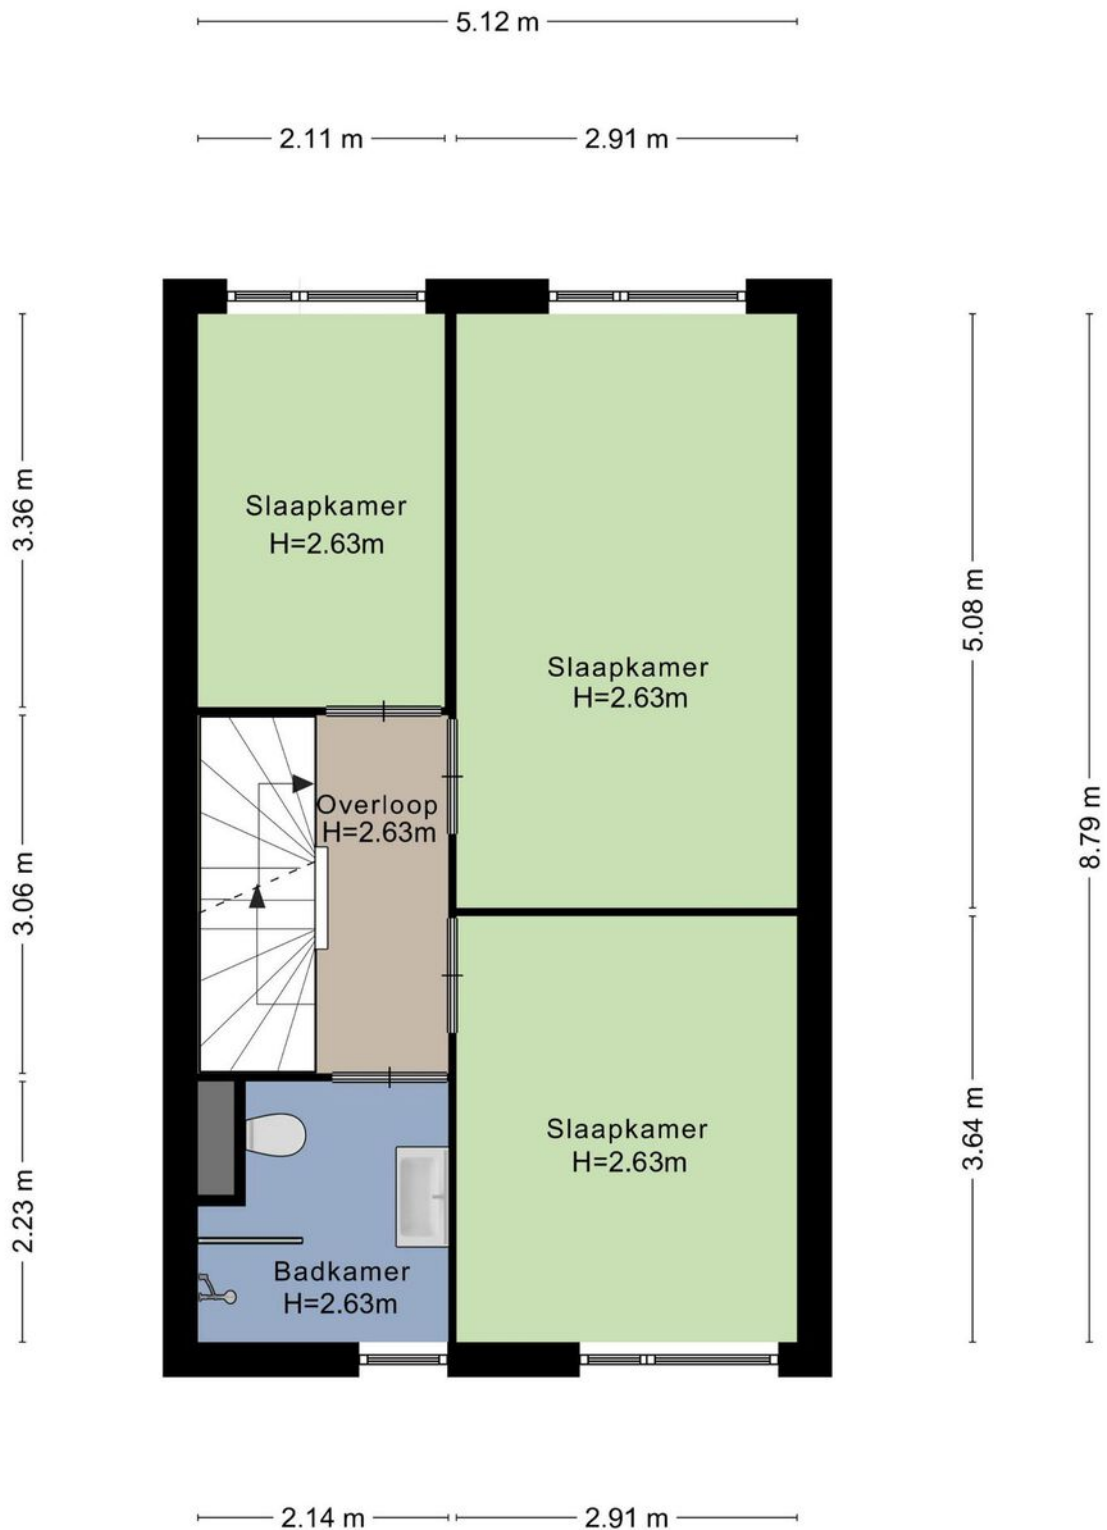 5.12 m
2.11 m
2.91 m
3.36 m
Slaapkamer
H=2.63m
5.08 m
Slaapkamer
H=2.63m
8.79 m
Overloop
H=2.63m
3.06 m
3.64 m
Slaapkamer
H=2.63m
2.23 m
Badkamer
H=2.63m
2.14 m
2.91 m